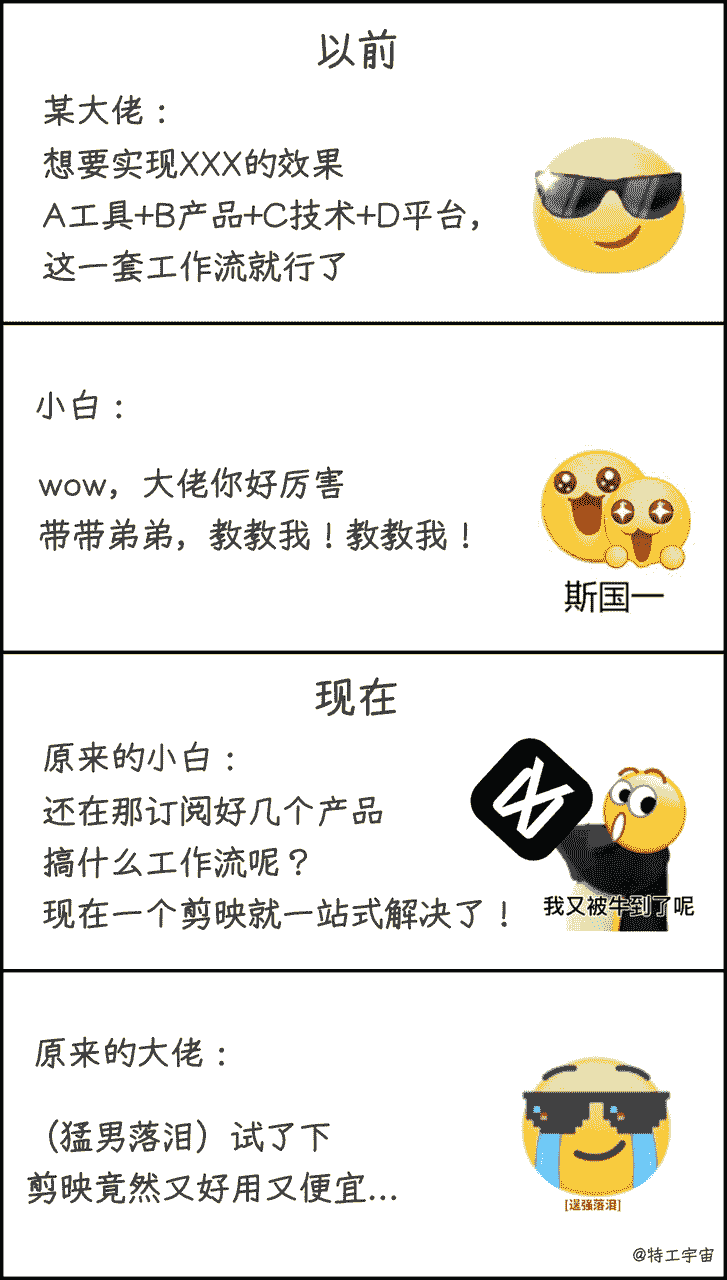 以前
某大佬：
想要实现XXX的效果
A工具+B产品+C技术+D平台，
这一套工作流就行了
小白：
wow，大佬你好厉害
带带弟弟，教教我！教教我！
斯国一
现在
原来的小白：
还在那订阅好几个产品
搞什么工作流呢？
现在一个剪映就一站式解决了！
我又被牛到了呢
原来的大佬：
（猛男落泪）试了下
剪映竟然又好用又便宜...
[逞强落泪]
@特工宇宙